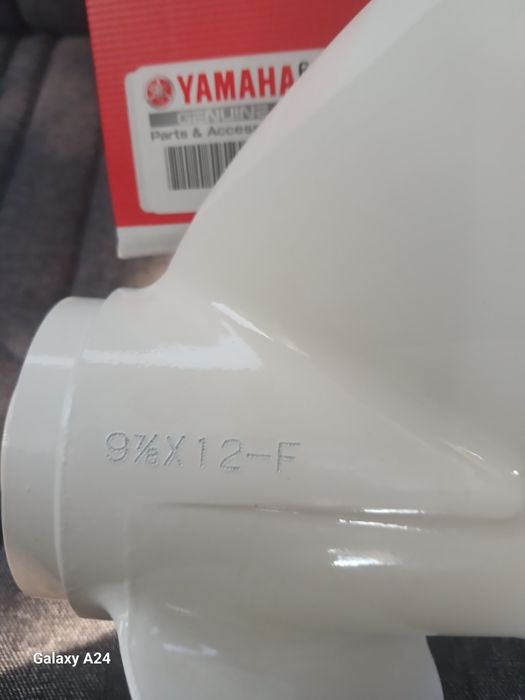 YAMAHA
GENUINE
Parts & Access
9⅞X12-F
Galaxy A24